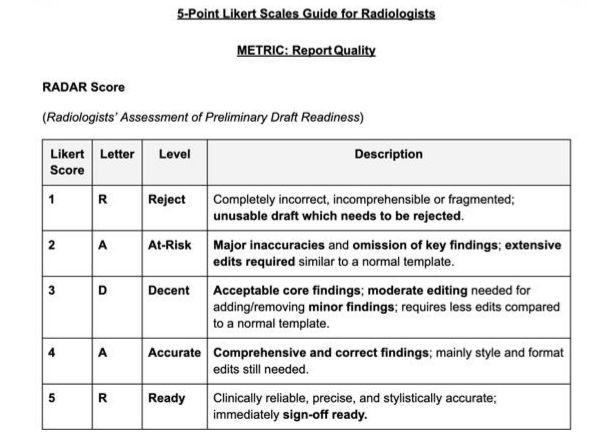 5-Point Likert Scales Guide for Radiologists
METRIC: Report Quality
RADAR Score
(Radiologists' Assessment of Preliminary Draft Readiness)
Likert Score Letter Level Description
1 R Reject Completely incorrect, incomprehensible or fragmented;
unusable draft which needs to be rejected.
2 A At-Risk Major inaccuracies and omission of key findings; extensive
edits required similar to a normal template.
3 D Decent Acceptable core findings; moderate editing needed for
adding/removing minor findings; requires less edits compared
to a normal template.
4 A Accurate Comprehensive and correct findings; mainly style and format
edits still needed.
5 R Ready Clinically reliable, precise, and stylistically accurate;
immediately sign-off ready.